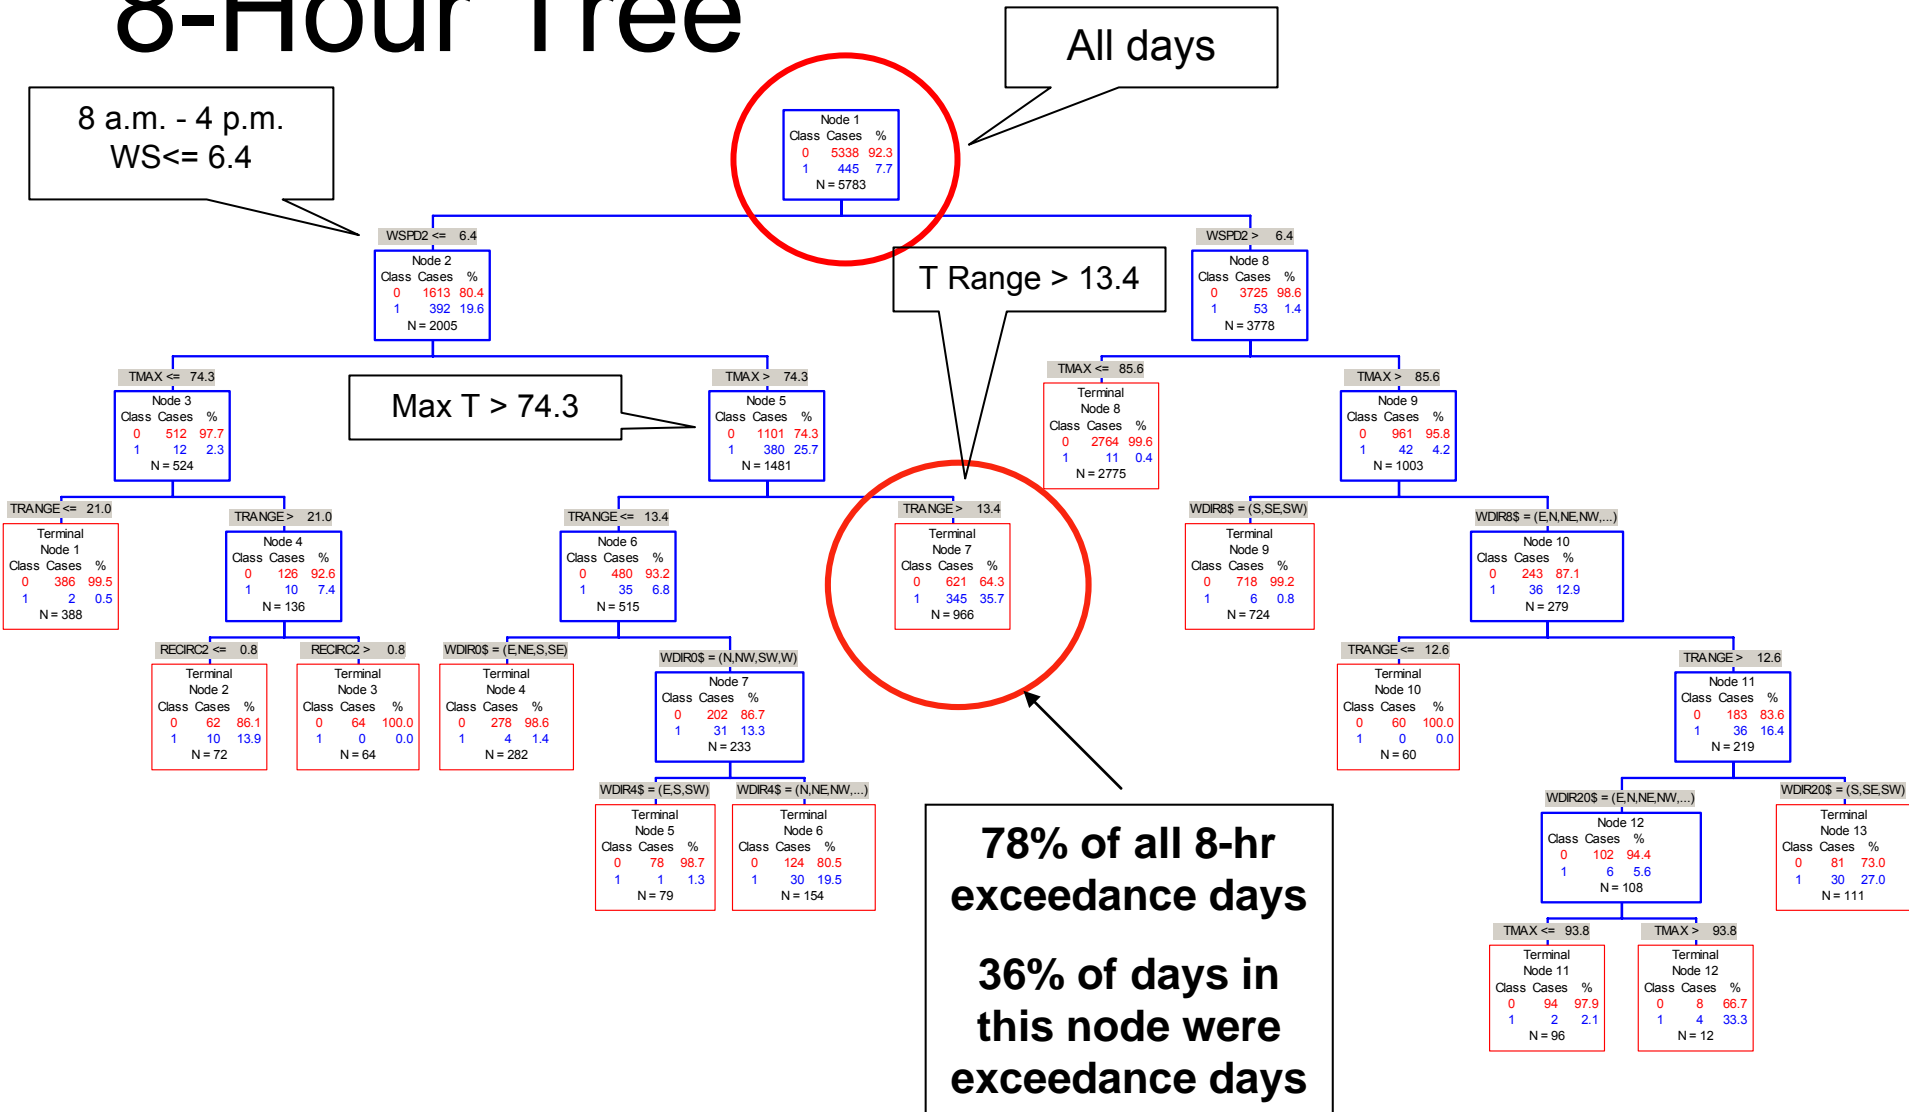 8-Hour Tree
All days
8 a.m. - 4 p.m.
WS<= 6.4
Node 1
Class Cases %
0 5338 92.3
1 445 7.7
N = 5783
WSPD2 <= 6.4
Node 2
Class Cases %
0 1613 80.4
1 392 19.6
N = 2005
WSPD2 > 6.4
Node 8
Class Cases %
0 3725 98.6
1 53 1.4
N = 3778
T Range > 13.4
Max T > 74.3
TMAX <= 74.3
Node 3
Class Cases %
0 512 97.7
1 12 2.3
N = 524
TMAX > 74.3
Node 5
Class Cases %
0 1101 74.3
1 380 25.7
N = 1481
TMAX <= 85.6
Terminal
Node 8
Class Cases %
0 2764 99.6
1 11 0.4
N = 2775
TMAX > 85.6
Node 9
Class Cases %
0 961 95.8
1 42 4.2
N = 1003
TRANGE <= 21.0
Terminal
Node 1
Class Cases %
0 386 99.5
1 2 0.5
N = 388
TRANGE > 21.0
Node 4
Class Cases %
0 126 92.6
1 10 7.4
N = 136
TRANGE <= 13.4
Node 6
Class Cases %
0 480 93.2
1 35 6.8
N = 515
TRANGE > 13.4
Terminal
Node 7
Class Cases %
0 621 64.3
1 345 35.7
N = 966
WDIR8$ = (S,SE,SW)
Terminal
Node 9
Class Cases %
0 718 99.2
1 6 0.8
N = 724
WDIR8$ = (E,N,NE,NW,...)
Node 10
Class Cases %
0 243 87.1
1 36 12.9
N = 279
RECIRC2 <= 0.8
Terminal
Node 2
Class Cases %
0 62 86.1
1 10 13.9
N = 72
RECIRC2 > 0.8
Terminal
Node 3
Class Cases %
0 64 100.0
1 0 0.0
N = 64
WDIR0$ = (E,NE,S,SE)
Terminal
Node 4
Class Cases %
0 278 98.6
1 4 1.4
N = 282
WDIR0$ = (N,NW,SW,W)
Node 7
Class Cases %
0 202 86.7
1 31 13.3
N = 233
TRANGE <= 12.6
Terminal
Node 10
Class Cases %
0 60 100.0
1 0 0.0
N = 60
TRANGE > 12.6
Node 11
Class Cases %
0 183 83.6
1 36 16.4
N = 219
WDIR4$ = (E,S,SW)
Terminal
Node 5
Class Cases %
0 78 98.7
1 1 1.3
N = 79
WDIR4$ = (N,NE,NW,...)
Terminal
Node 6
Class Cases %
0 124 80.5
1 30 19.5
N = 154
WDIR20$ = (E,N,NE,NW,...)
Node 12
Class Cases %
0 102 94.4
1 6 5.6
N = 108
WDIR20$ = (S,SE,SW)
Terminal
Node 13
Class Cases %
0 81 73.0
1 30 27.0
N = 111
TMAX <= 93.8
Terminal
Node 11
Class Cases %
0 94 97.9
1 2 2.1
N = 96
TMAX > 93.8
Terminal
Node 12
Class Cases %
0 8 66.7
1 4 33.3
N = 12
78% of all 8-hr
exceedance days
36% of days in
this node were
exceedance days